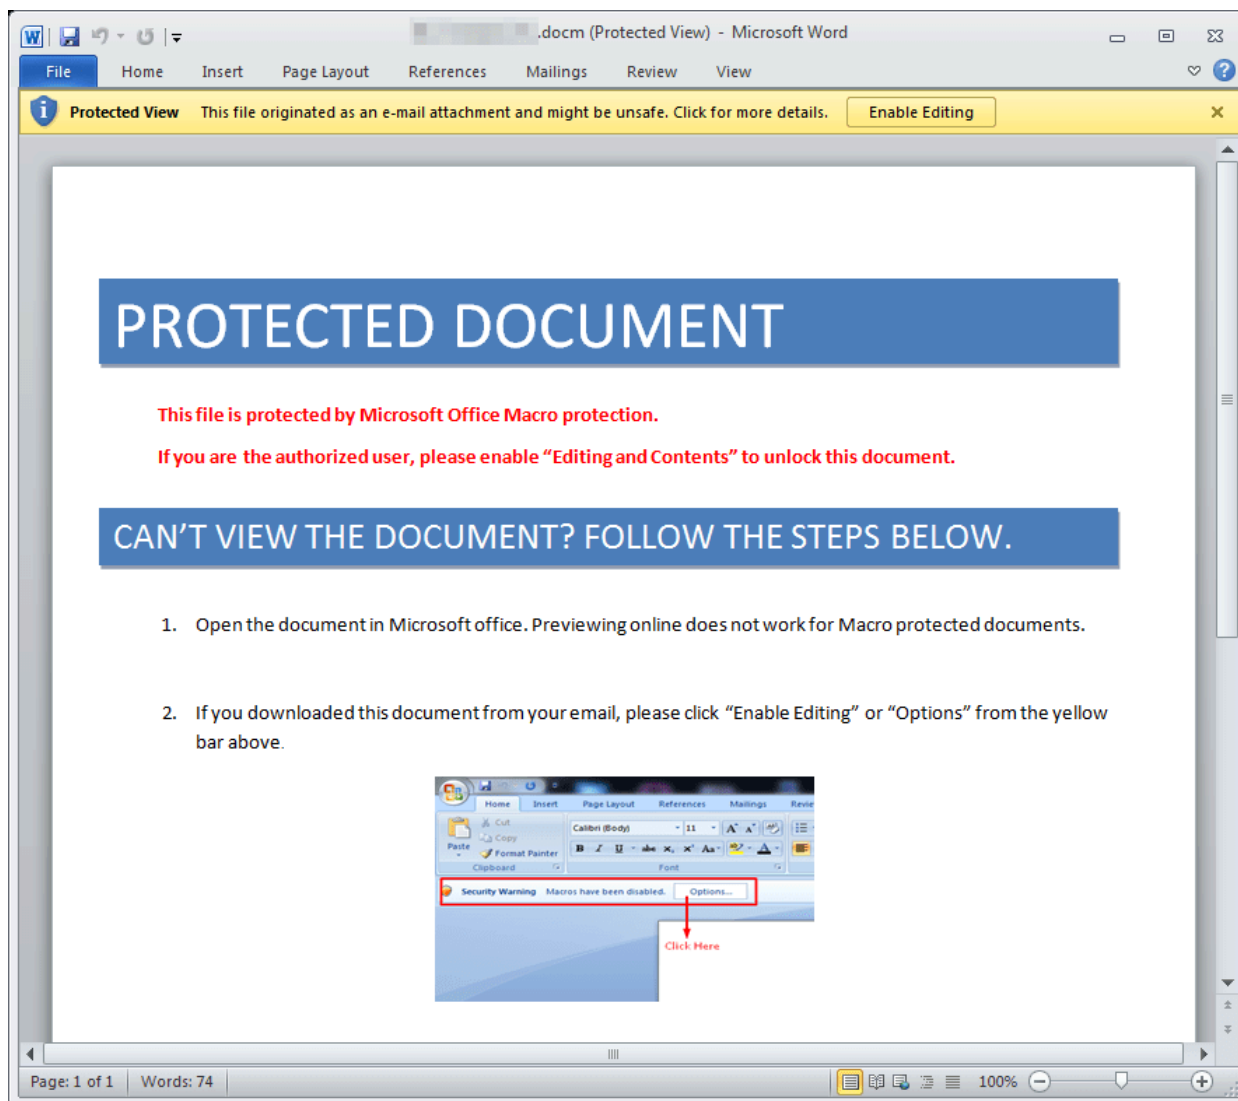 .docm (Protected View) - Microsoft Word
File Home Insert Page Layout References Mailings Review View
Protected View This file originated as an e-mail attachment and might be unsafe. Click for more details. Enable Editing
PROTECTED DOCUMENT
This file is protected by Microsoft Office Macro protection.
If you are the authorized user, please enable “Editing and Contents” to unlock this document.
CAN’T VIEW THE DOCUMENT? FOLLOW THE STEPS BELOW.
1. Open the document in Microsoft office. Previewing online does not work for Macro protected documents.
2. If you downloaded this document from your email, please click “Enable Editing” or “Options” from the yellow
bar above.
Home Insert Page Layout References Mailings Revie
Cut
Calibri (Body) 11
Copy
Paste
Format Painter
Clipboard Font
Security Warning Macros have been disabled. Options...
Click Here
Page: 1 of 1 Words: 74 100%